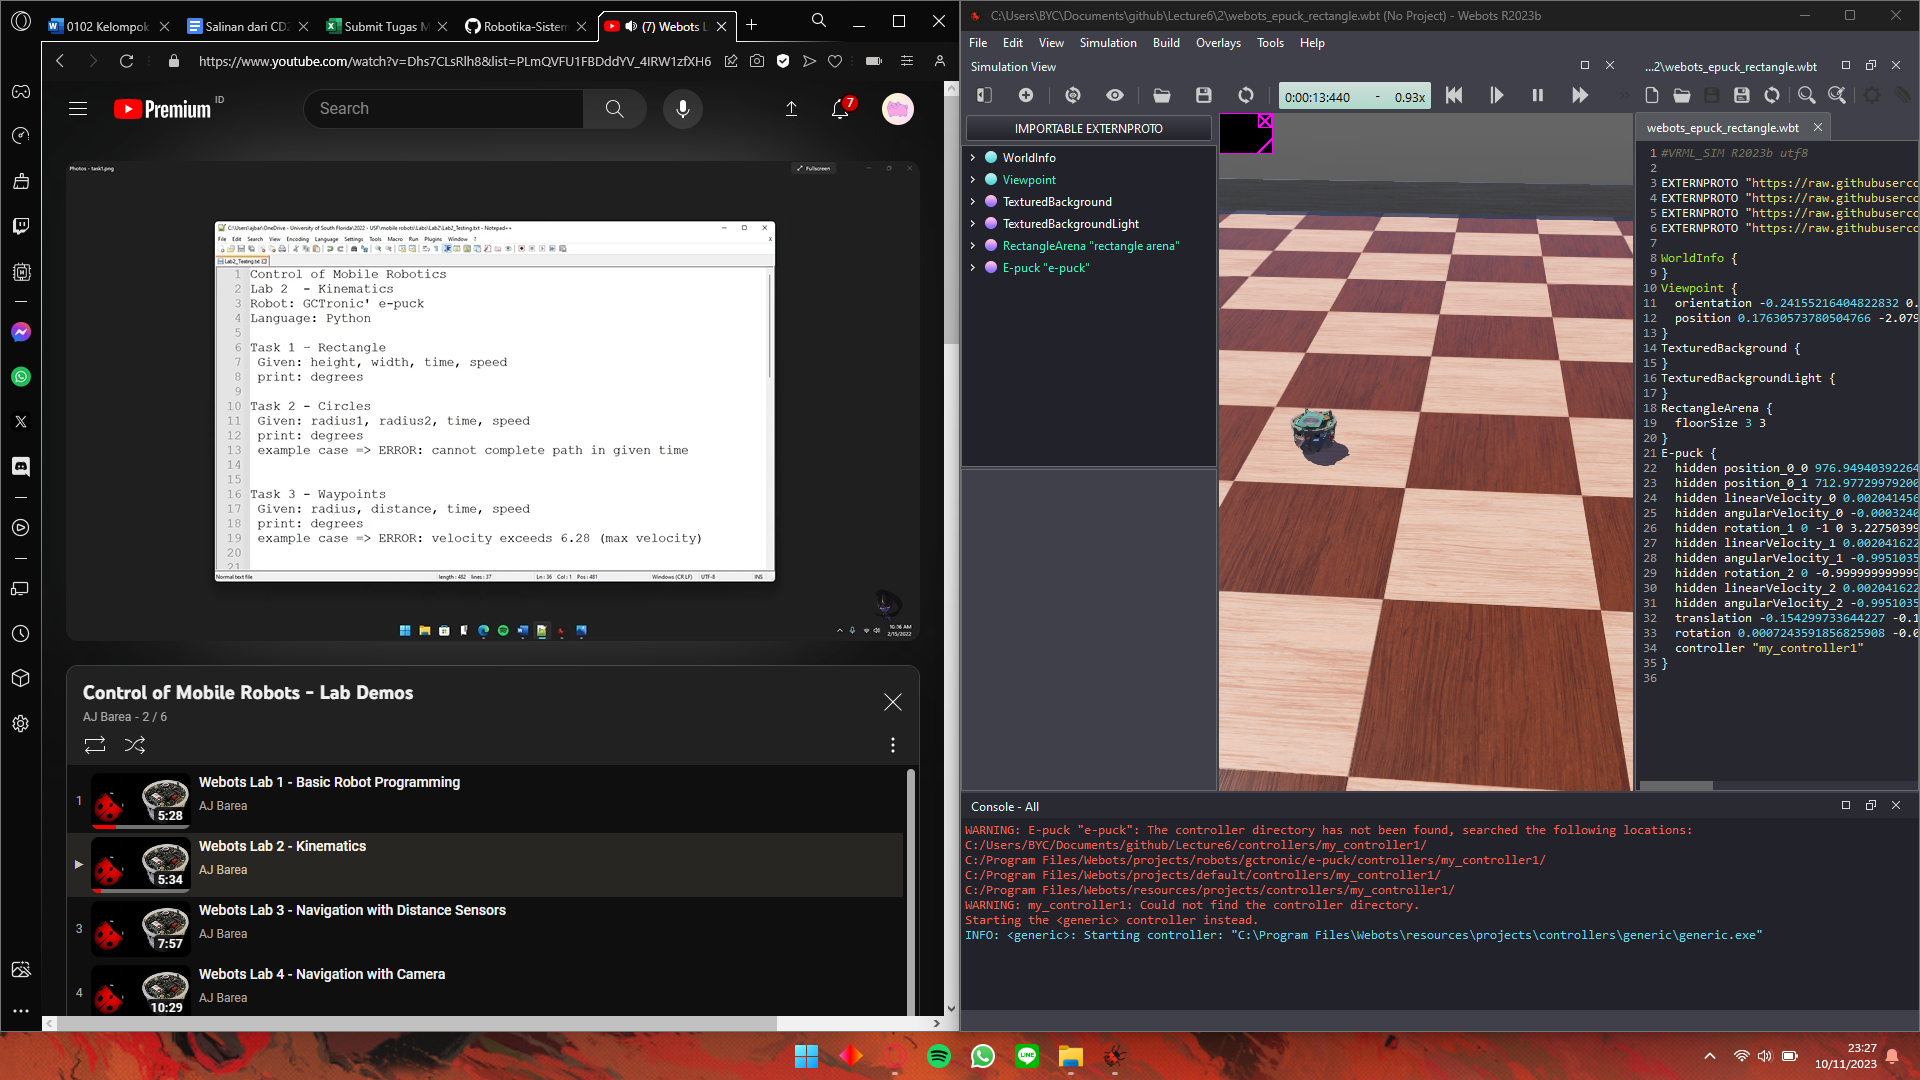 0102 Kelompok
Salinan dari CD2
Submit Tugas M
Robotika-Sistem
(7) Webots L
https://www.youtube.com/watch?v=Dhs7CLsRlh8&list=PLmQVFU1FBDddYV_4IRW1zfXH6
Premium ID
Search
7
Photos - task1.png
Fullscreen
C:\Users\ajbar\OneDrive - University of South Florida\2022 - USF\mobile robots\Labs\Lab2\Lab2_Testing.txt - Notepad++
File Edit Search View Encoding Language Settings Tools Macro Run Plugins Window ?
Lab2_Testing.txt
1 Control of Mobile Robotics
2 Lab 2 - Kinematics
3 Robot: GCTronic' e-puck
4 Language: Python
5
6 Task 1 - Rectangle
7 Given: height, width, time, speed
8 print: degrees
9
10 Task 2 - Circles
11 Given: radius1, radius2, time, speed
12 print: degrees
13 example case => ERROR: cannot complete path in given time
14
15
16 Task 3 - Waypoints
17 Given: radius, distance, time, speed
18 print: degrees
19 example case => ERROR: velocity exceeds 6.28 (max velocity)
20
21
Normal text file length : 482 lines : 37 Ln : 36 Col : 1 Pos : 481 Windows (CR LF) UTF-8 INS
10:36 AM
2/15/2022
Control of Mobile Robots - Lab Demos
AJ Barea - 2 / 6
1
Webots Lab 1 - Basic Robot Programming
AJ Barea
5:28
Webots Lab 2 - Kinematics
AJ Barea
5:34
3
Webots Lab 3 - Navigation with Distance Sensors
AJ Barea
7:57
4
Webots Lab 4 - Navigation with Camera
AJ Barea
10:29
C:\Users\BYC\Documents\github\Lecture6\2\webots_epuck_rectangle.wbt (No Project) - Webots R2023b
File Edit View Simulation Build Overlays Tools Help
Simulation View
0:00:13:440 - 0.93x
IMPORTABLE EXTERNPROTO
WorldInfo
Viewpoint
TexturedBackground
TexturedBackgroundLight
RectangleArena "rectangle arena"
E-puck "e-puck"
...2\webots_epuck_rectangle.wbt
webots_epuck_rectangle.wbt
1 #VRML_SIM R2023b utf8
2
3 EXTERNPROTO "https://raw.githubuserco
4 EXTERNPROTO "https://raw.githubuserco
5 EXTERNPROTO "https://raw.githubuserco
6 EXTERNPROTO "https://raw.githubuserco
7
8 WorldInfo {
9 }
10 Viewpoint {
11 orientation -0.24155216404822832 0.
12 position 0.17630573780504766 -2.079
13 }
14 TexturedBackground {
15 }
16 TexturedBackgroundLight {
17 }
18 RectangleArena {
19 floorSize 3 3
20 }
21 E-puck {
22 hidden position_0_0 976.94940392264
23 hidden position_0_1 712.97729979200
24 hidden linearVelocity_0 0.002041456
25 hidden angularVelocity_0 -0.0003240
26 hidden rotation_1 0 -1 0 3.22750399
27 hidden linearVelocity_1 0.002041622
28 hidden angularVelocity_1 -0.9951035
29 hidden rotation_2 0 -0.999999999999
30 hidden linearVelocity_2 0.002041622
31 hidden angularVelocity_2 -0.9951035
32 translation -0.154299733644227 -0.1
33 rotation 0.0007243591856825908 -0.0
34 controller "my_controller1"
35 }
36
Console - All
WARNING: E-puck "e-puck": The controller directory has not been found, searched the following locations:
C:/Users/BYC/Documents/github/Lecture6/controllers/my_controller1/
C:/Program Files/Webots/projects/robots/gctronic/e-puck/controllers/my_controller1/
C:/Program Files/Webots/projects/default/controllers/my_controller1/
C:/Program Files/Webots/resources/projects/controllers/my_controller1/
WARNING: my_controller1: Could not find the controller directory.
Starting the <generic> controller instead.
INFO: <generic>: Starting controller: "C:\Program Files\Webots\resources\projects\controllers\generic\generic.exe"
LINE
23:27
10/11/2023